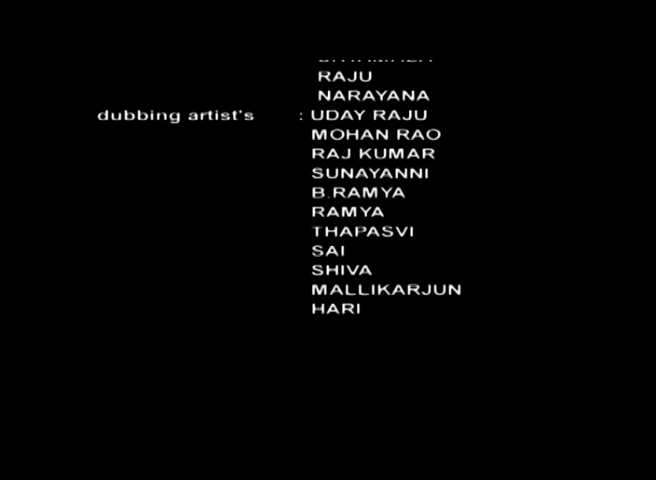 RAJU
NARAYANA
dubbing artist's : UDAY RAJU
MOHAN RAO
RAJ KUMAR
SUNAYANNI
B.RAMYA
RAMYA
THAPASVI
SAI
SHIVA
MALLIKARJUN
HARI